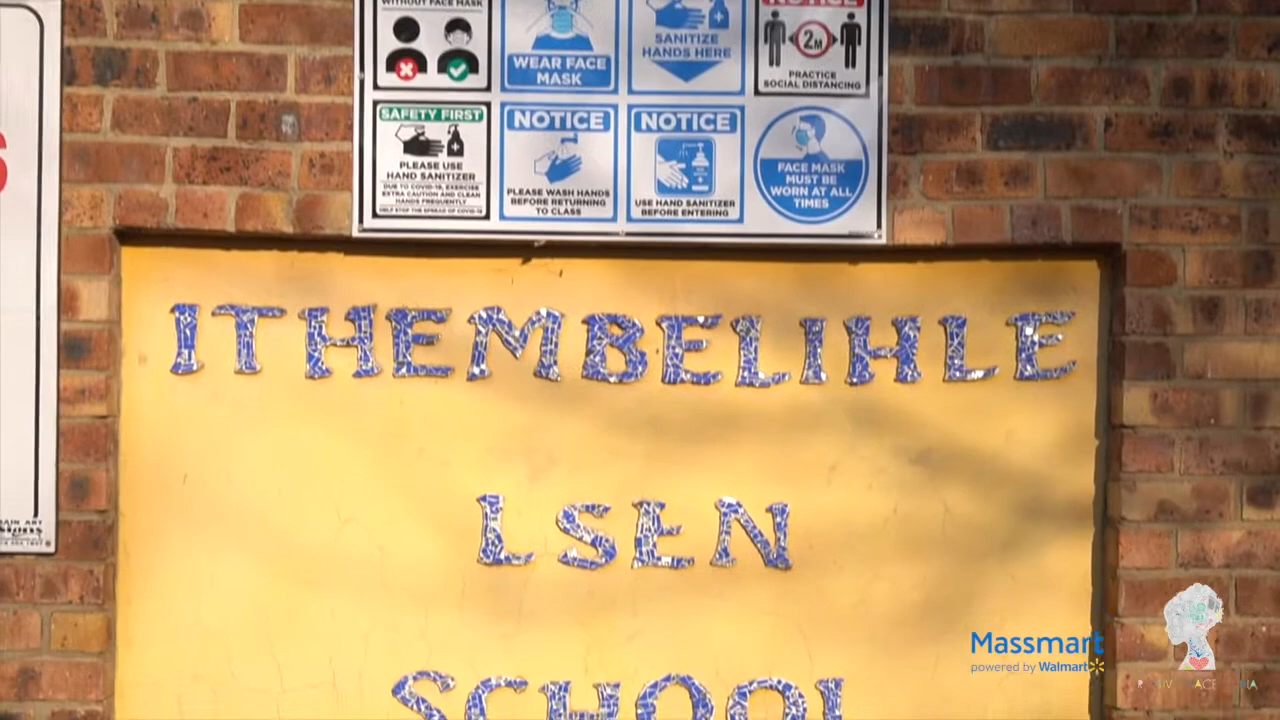 WITHOUT FACE MASK
WEAR FACE
MASK
SANITIZE
HANDS HERE
NOTICE
2M
PRACTICE
SOCIAL DISTANCING
SAFETY FIRST
PLEASE USE
HAND SANITIZER
DUE TO COVID-19, EXERCISE
EXTRA CAUTION AND CLEAN
HANDS FREQUENTLY
HELP STOP THE SPREAD OF COVID-19
NOTICE
PLEASE WASH HANDS
BEFORE RETURNING
TO CLASS
NOTICE
USE HAND SANITIZER
BEFORE ENTERING
FACE MASK
MUST BE
WORN AT ALL
TIMES
ITHEMBELIHLE
LSEN
SCHOOL
Massmart
powered by Walmart